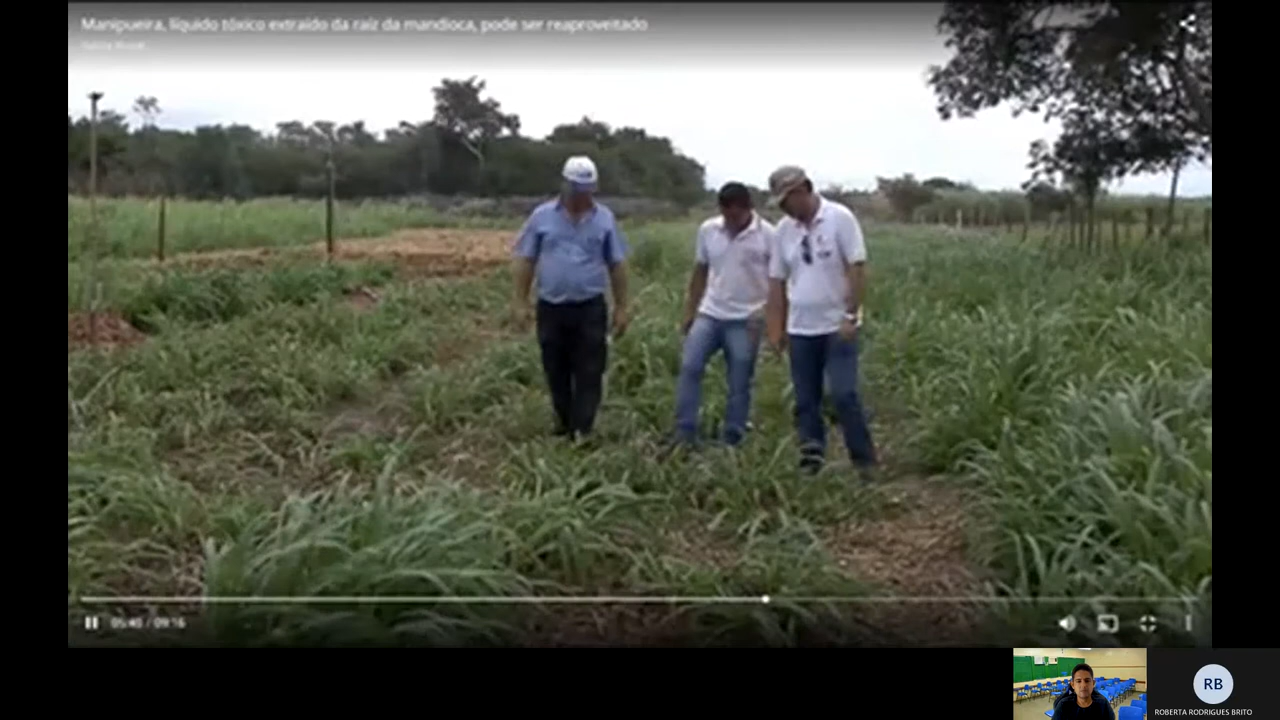 Manipueira, líquido tóxico extraído da raiz da mandioca, pode ser reaproveitado
05:40 / 09:16
RB
ROBERTA RODRIGUES BRITO